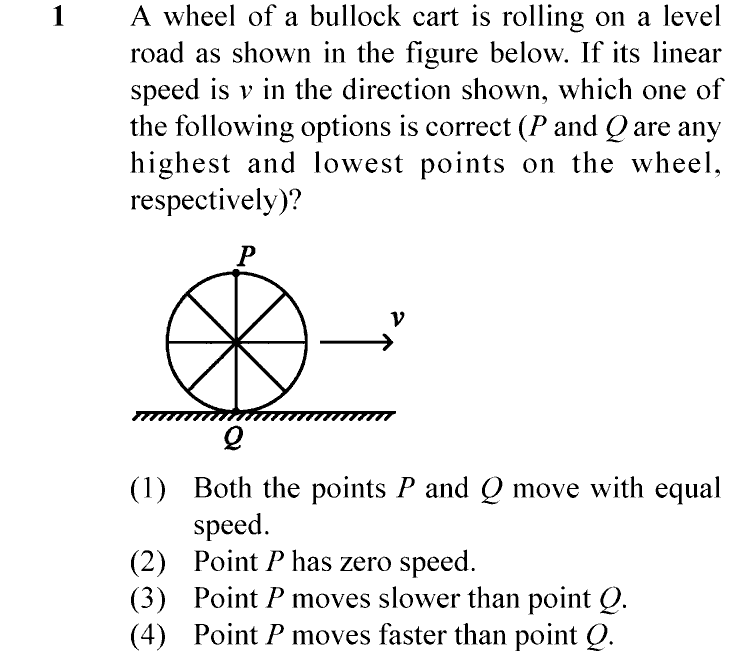 1 A wheel of a bullock cart is rolling on a level
road as shown in the figure below. If its linear
speed is v in the direction shown, which one of
the following options is correct (P and Q are any
highest and lowest points on the wheel,
respectively)?
P
v
Q
(1) Both the points P and Q move with equal
speed.
(2) Point P has zero speed.
(3) Point P moves slower than point Q.
(4) Point P moves faster than point Q.